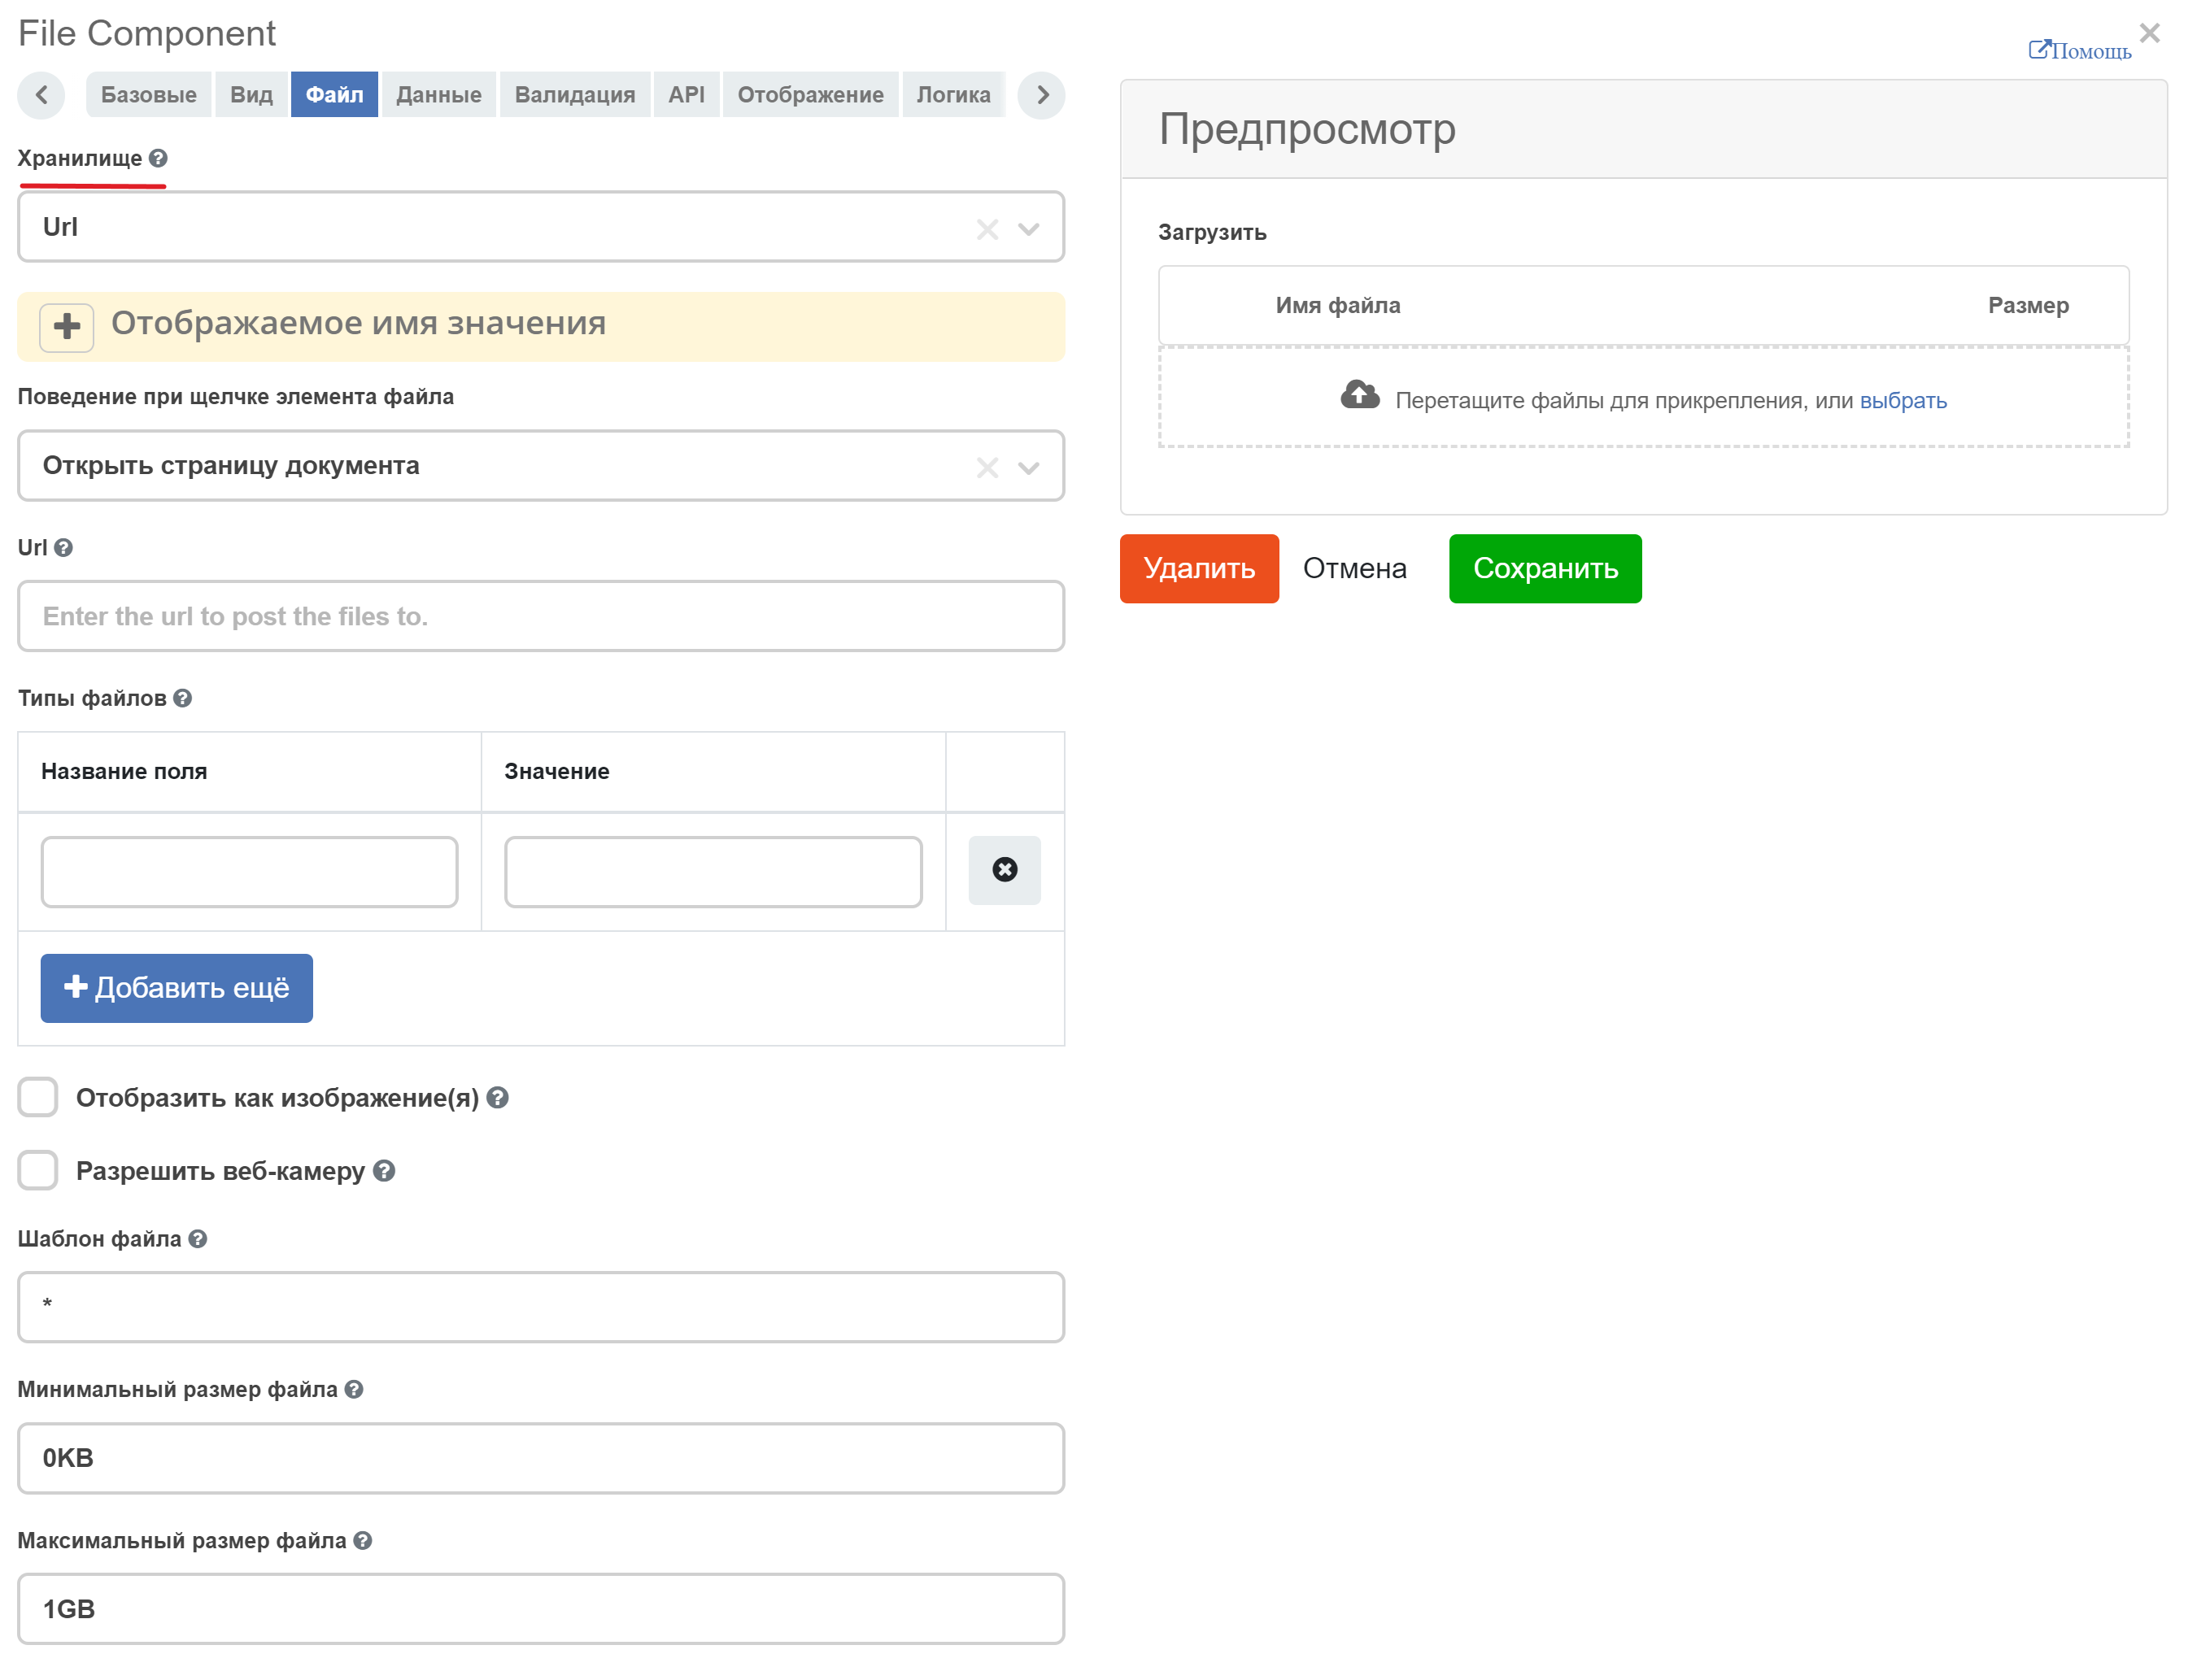 File Component
Помощь
Базовые Вид Файл Данные Валидация API Отображение Логика
Хранилище
Url
Отображаемое имя значения
Поведение при щелчке элемента файла
Открыть страницу документа
Url
Enter the url to post the files to.
Типы файлов
Название поля Значение
Добавить ещё
Отобразить как изображение(я)
Разрешить веб-камеру
Шаблон файла
*
Минимальный размер файла
0KB
Максимальный размер файла
1GB
Предпросмотр
Загрузить
Имя файла Размер
Перетащите файлы для прикрепления, или выбрать
Удалить Отмена Сохранить